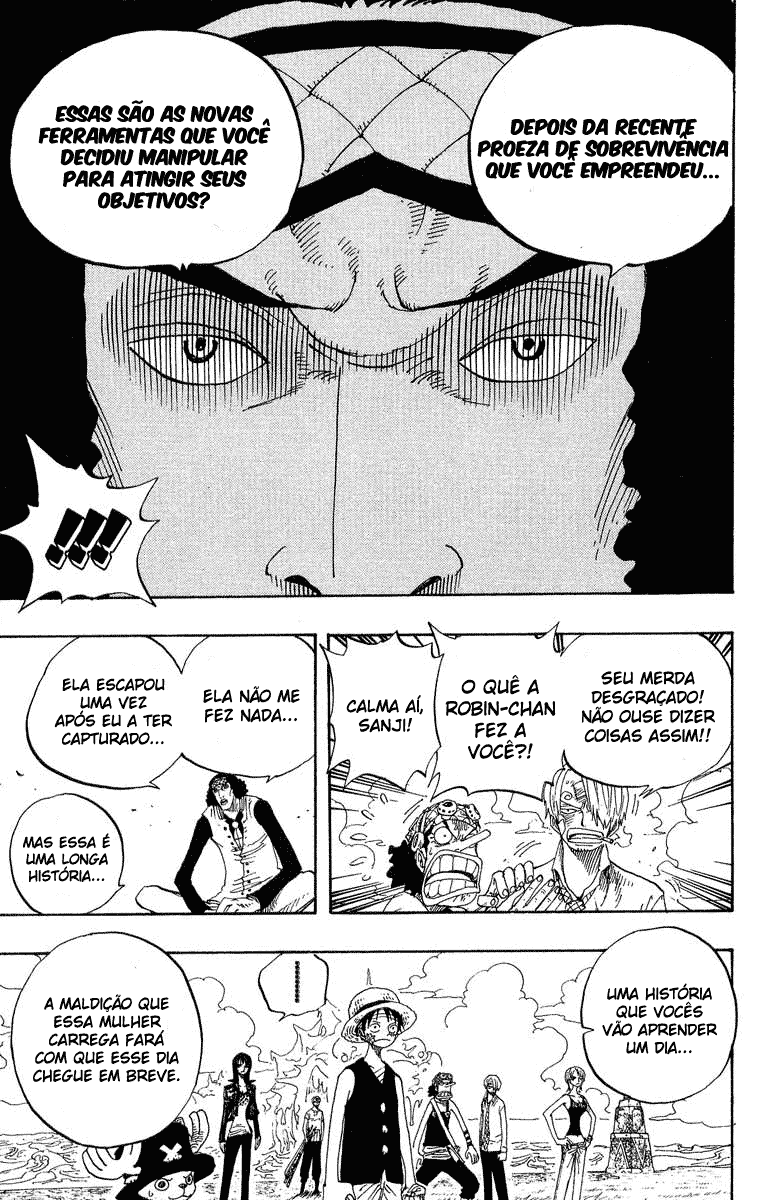 DEPOIS DA RECENTE
PROEZA DE SOBREVIVÊNCIA
QUE VOCÊ EMPREENDEU...
ESSAS SÃO AS NOVAS
FERRAMENTAS QUE VOCÊ
DECIDIU MANIPULAR
PARA ATINGIR SEUS
OBJETIVOS?
!!!
SEU MERDA
DESGRAÇADO!
NÃO OUSE DIZER
COISAS ASSIM!!
O QUÊ A
ROBIN-CHAN
FEZ A
VOCÊ?!
CALMA AÍ,
SANJI!
ELA NÃO ME
FEZ NADA...
ELA ESCAPOU
UMA VEZ
APÓS EU A TER
CAPTURADO...
MAS ESSA É
UMA LONGA
HISTÓRIA...
UMA HISTÓRIA
QUE VOCÊS
VÃO APRENDER
UM DIA...
.........
A MALDIÇÃO QUE
ESSA MULHER
CARREGA FARÁ
COM QUE ESSE DIA
CHEGUE EM BREVE.